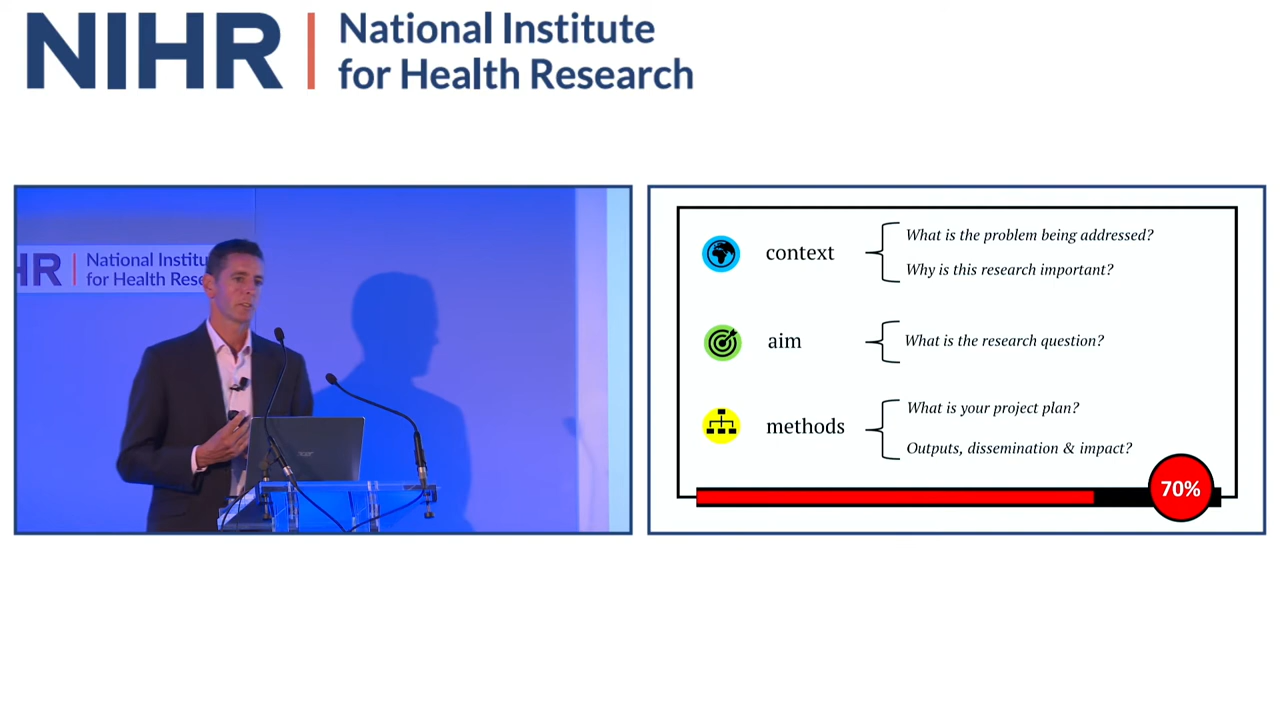 NIHR
National Institute
for Health Research
HR
National Institu
for Health Rese
context
What is the problem being addressed?
Why is this research important?
aim
What is the research question?
methods
What is your project plan?
Outputs, dissemination & impact?
70%